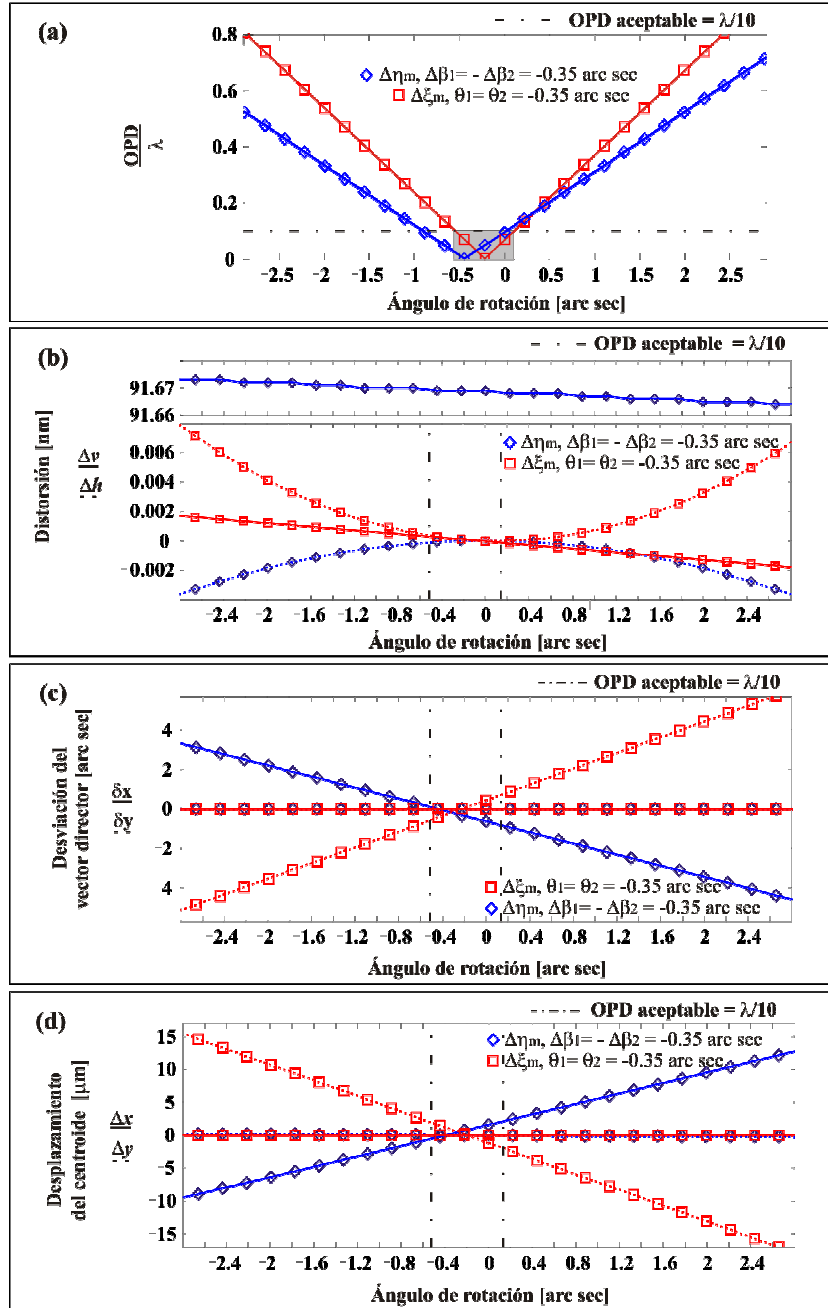 (a)
OPD aceptable = λ/10
Δηm, Δβ1= - Δβ2= -0.35 arc sec
Δξm, θ1= θ2 = -0.35 arc sec
OPD
λ
0.8
0.6
0.4
0.2
0
-2.5 -2 -1.5 -1 -0.5 0 0.5 1 1.5 2 2.5
Ángulo de rotación [arc sec]
(b)
OPD aceptable = λ/10
91.67
91.66
Δηm, Δβ1= - Δβ2 = -0.35 arc sec
Δξm, θ1= θ2 = -0.35 arc sec
Distorsión [nm]
Δv
Δh
0.006
0.004
0.002
0
-0.002
-2.4 -2 -1.6 -1.2 -0.8 -0.4 0 0.4 0.8 1.2 1.6 2 2.4
Ángulo de rotación [arc sec]
(c)
OPD aceptable = λ/10
Desviación del
vector director [arc sec]
δx
δy
4
2
0
-2
4
Δξm, θ1= θ2 = -0.35 arc sec
Δηm, Δβ1= - Δβ2 = -0.35 arc sec
-2.4 -2 -1.6 -1.2 -0.8 -0.4 0 0.4 0.8 1.2 1.6 2 2.4
Ángulo de rotación [arc sec]
(d)
OPD aceptable = λ/10
Δηm, Δβ1= - Δβ2 = -0.35 arc sec
Δξm, θ1= θ2 = -0.35 arc sec
Desplazamiento
del centroide [µm]
Δx
Δy
15
10
5
0
-5
-10
-15
-2.4 -2 -1.6 -1.2 -0.8 -0.4 0 0.4 0.8 1.2 1.6 2 2.4
Ángulo de rotación [arc sec]